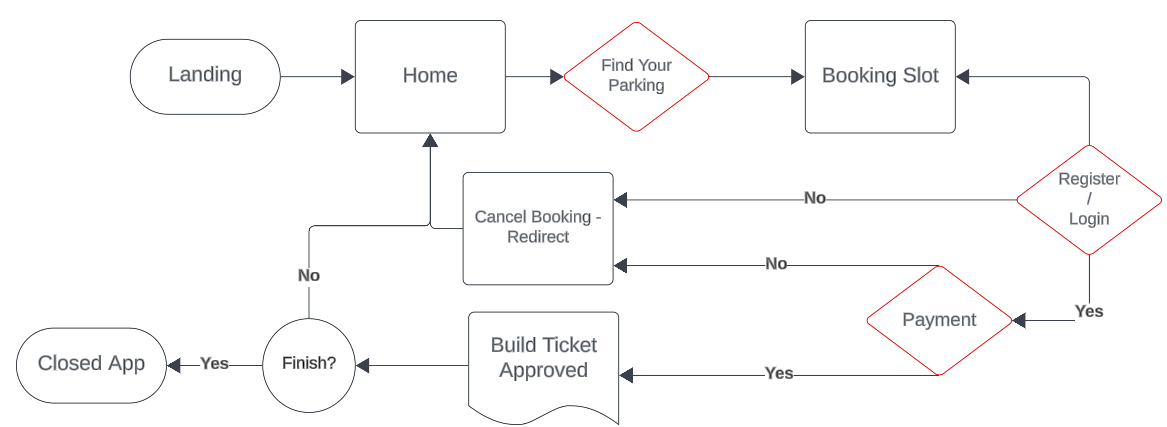 Landing
Home
Find Your
Parking
Booking Slot
Register
/
Login
No
Cancel Booking -
Redirect
No
No
Payment
Yes
Build Ticket
Approved
Yes
Finish?
Yes
Closed App